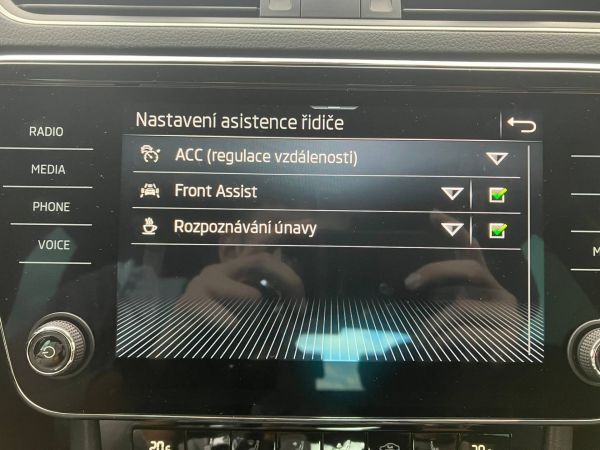 Nastavení asistence řidiče
RADIO
MEDIA
PHONE
VOICE
ACC (regulace vzdálenosti)
Front Assist
Rozpoznávání únavy
M